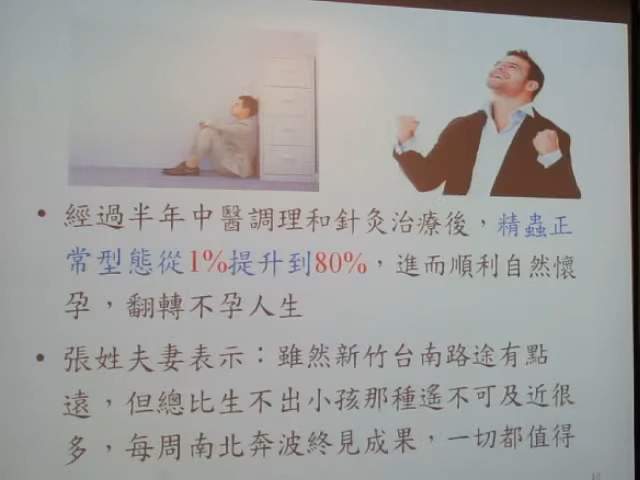 • 經過半年中醫調理和針灸治療後，精蟲正
常型態從1%提升到80%，進而順利自然懷
孕，翻轉不孕人生
• 張姓夫妻表示：雖然新竹台南路途有點
遠，但總比生不出小孩那種遙不可及近很
多，每周南北奔波終見成果，一切都值得